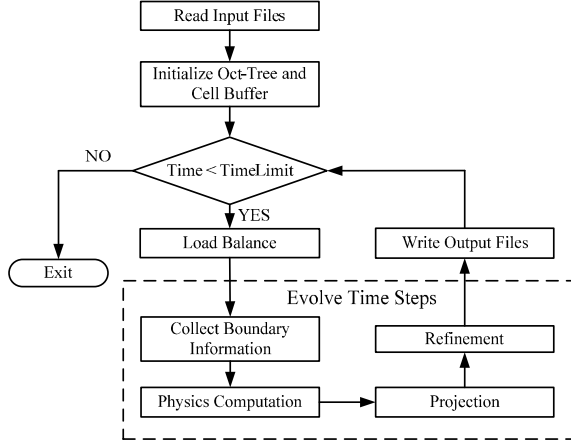 Read Input Files
Initialize Oct-Tree and
Cell Buffer
NO
Time < TimeLimit
YES
Load Balance
Write Output Files
Exit
Evolve Time Steps
Collect Boundary
Information
Refinement
Physics Computation
Projection